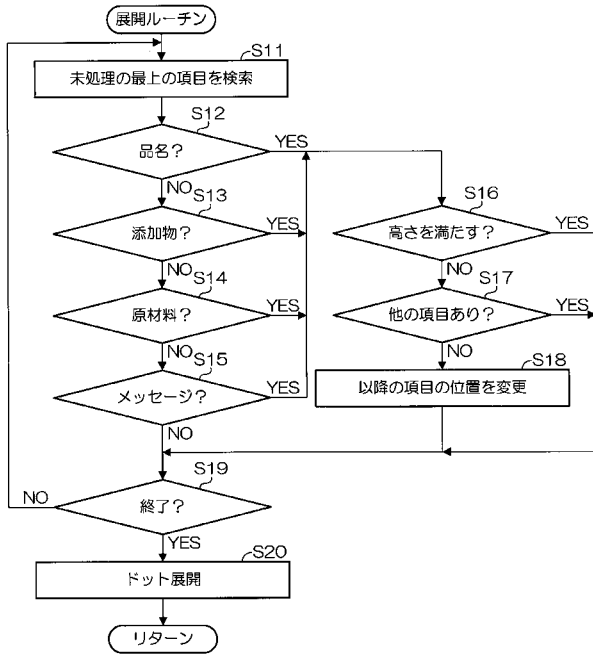 展開ルーチン
S11
未処理の最上の項目を検索
S12
品名?
YES
NO
S13
添加物?
YES
NO
S14
原材料?
YES
NO
S15
メッセージ?
YES
NO
S16
高さを満たす?
YES
NO
S17
他の項目あり?
YES
NO
S18
以降の項目の位置を変更
S19
終了?
NO
YES
S20
ドット展開
リターン